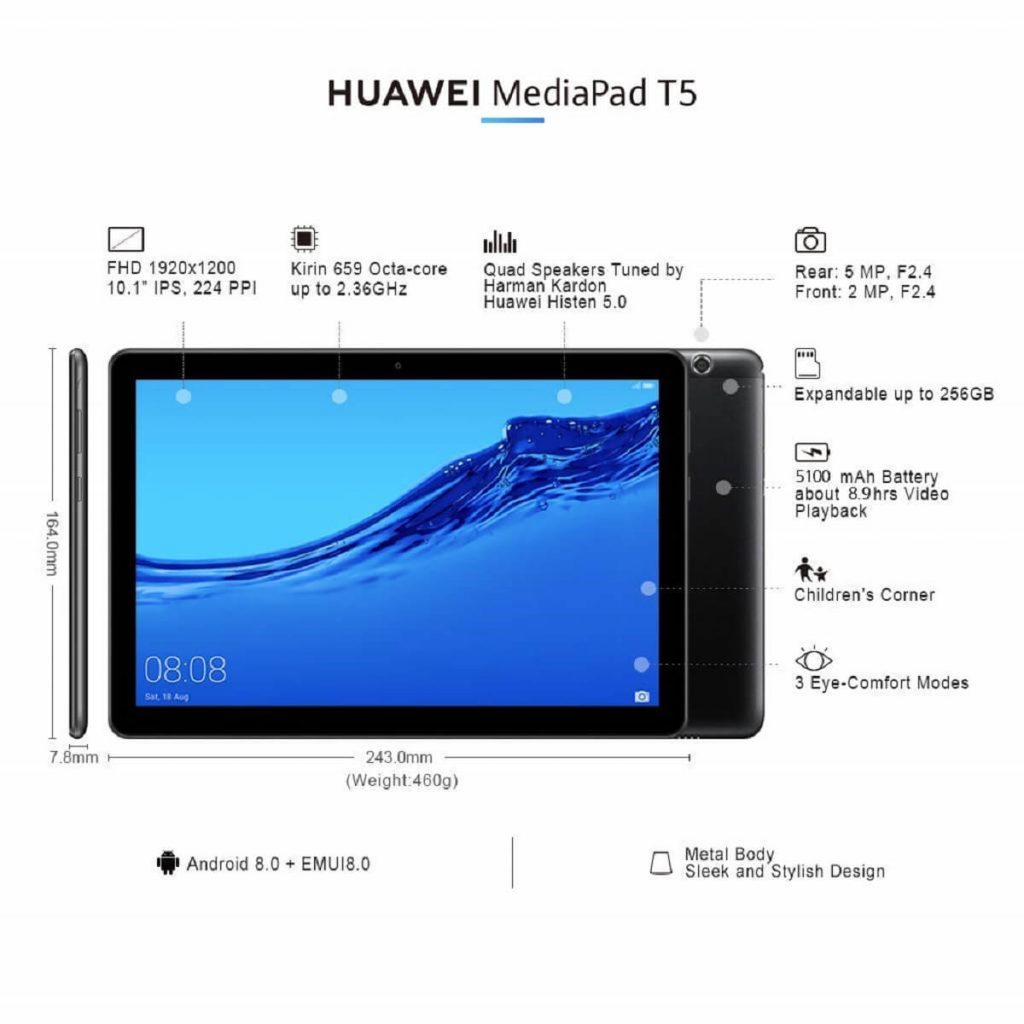 HUAWEI MediaPad T5
FHD 1920x1200
10.1" IPS, 224 PPI
Kirin 659 Octa-core
up to 2.36GHz
Quad Speakers Tuned by
Harman Kardon
Huawei Histen 5.0
Rear: 5 MP, F2.4
Front: 2 MP, F2.4
Expandable up to 256GB
5100 mAh Battery
about 8.9hrs Video
Playback
Children's Corner
3 Eye-Comfort Modes
164.0mm
08:08
Sat, 18 Aug
7.8mm
243.0mm
(Weight:460g)
Android 8.0 + EMUI8.0
Metal Body
Sleek and Stylish Design